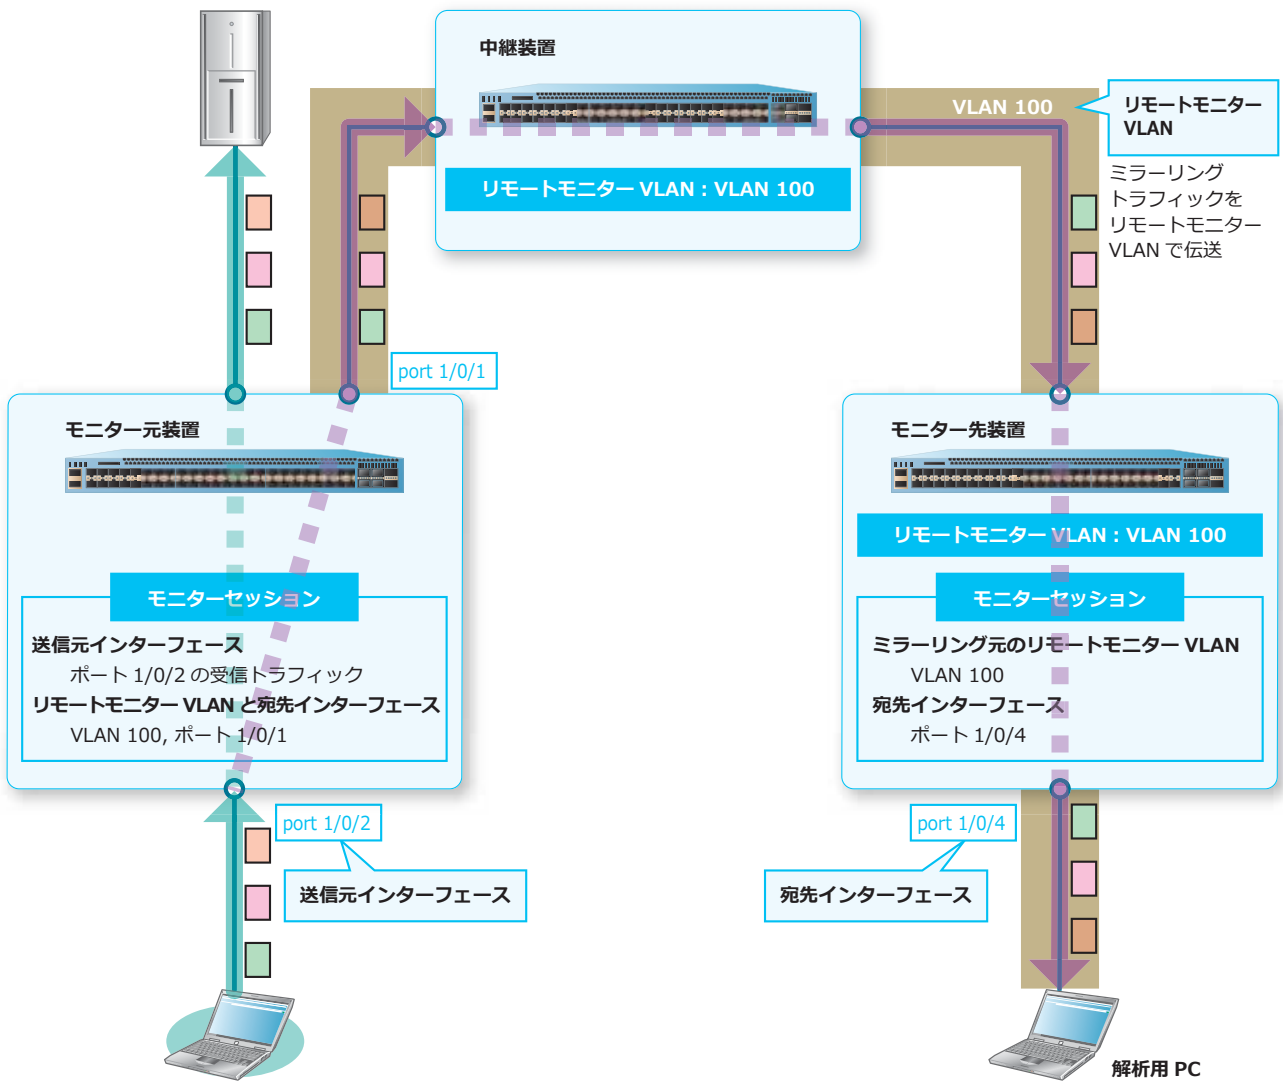 中継装置
リモートモニター VLAN : VLAN 100
VLAN 100
リモートモニター
VLAN
ミラーリング
トラフィックを
リモートモニター
VLAN で伝送
port 1/0/1
モニター元装置
モニターセッション
送信元インターフェース
ポート 1/0/2 の受信トラフィック
リモートモニター VLAN と宛先インターフェース
VLAN 100, ポート 1/0/1
port 1/0/2
送信元インターフェース
モニター先装置
リモートモニター VLAN : VLAN 100
モニターセッション
ミラーリング元のリモートモニター VLAN
VLAN 100
宛先インターフェース
ポート 1/0/4
port 1/0/4
宛先インターフェース
解析用 PC